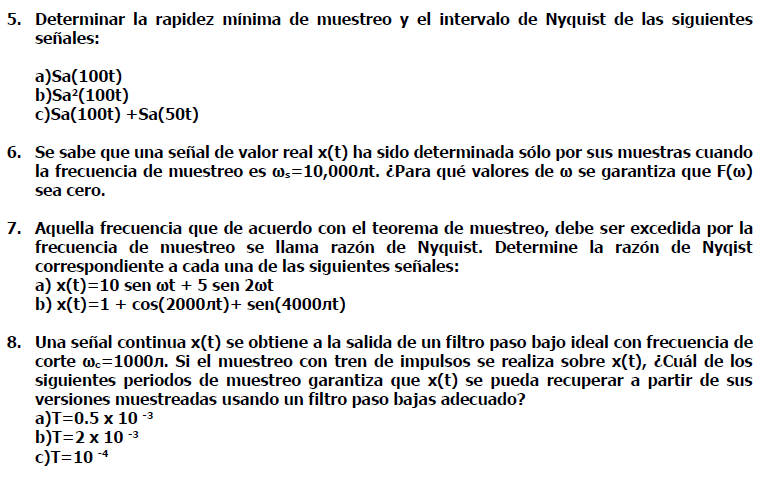 5. Determinar la rapidez mínima de muestreo y el intervalo de Nyquist de las siguientes
señales:
a)Sa(100t)
b)Sa²(100t)
c)Sa(100t) +Sa(50t)
6. Se sabe que una señal de valor real x(t) ha sido determinada sólo por sus muestras cuando
la frecuencia de muestreo es ωₛ=10,000лt. ¿Para qué valores de ω se garantiza que F(ω)
sea cero.
7. Aquella frecuencia que de acuerdo con el teorema de muestreo, debe ser excedida por la
frecuencia de muestreo se llama razón de Nyquist. Determine la razón de Nyqist
correspondiente a cada una de las siguientes señales:
a) x(t)=10 sen ωt + 5 sen 2ωt
b) x(t)=1 + cos(2000лt)+ sen(4000лt)
8. Una señal continua x(t) se obtiene a la salida de un filtro paso bajo ideal con frecuencia de
corte ω꜀=1000л. Si el muestreo con tren de impulsos se realiza sobre x(t), ¿Cuál de los
siguientes periodos de muestreo garantiza que x(t) se pueda recuperar a partir de sus
versiones muestreadas usando un filtro paso bajas adecuado?
a)T=0.5 x 10 ⁻³
b)T=2 x 10 ⁻³
c)T=10 ⁻⁴